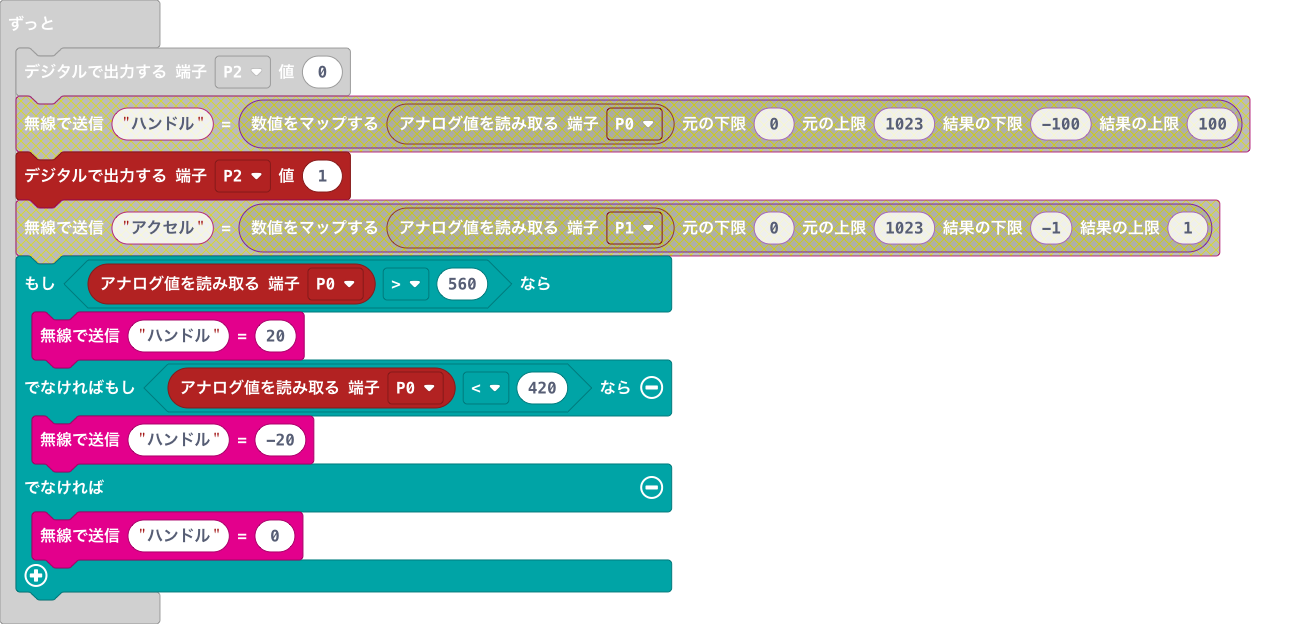 ずっと
デジタルで出力する 端子 P2 値 0
無線で送信 "ハンドル" = 数値をマップする アナログ値を読み取る 端子 P0 元の下限 0 元の上限 1023 結果の下限 -100 結果の上限 100
デジタルで出力する 端子 P2 値 1
無線で送信 "アクセル" = 数値をマップする アナログ値を読み取る 端子 P1 元の下限 0 元の上限 1023 結果の下限 -1 結果の上限 1
もし アナログ値を読み取る 端子 P0 > 560 なら
無線で送信 "ハンドル" = 20
でなければもし アナログ値を読み取る 端子 P0 < 420 なら
無線で送信 "ハンドル" = -20
でなければ
無線で送信 "ハンドル" = 0